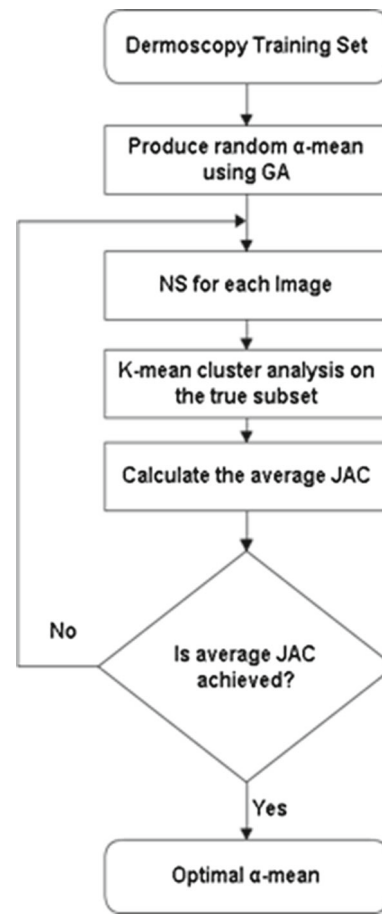 Dermoscopy Training Set
Produce random α-mean
using GA
NS for each Image
K-mean cluster analysis on
the true subset
Calculate the average JAC
Is average JAC
achieved?
No
Yes
Optimal α-mean